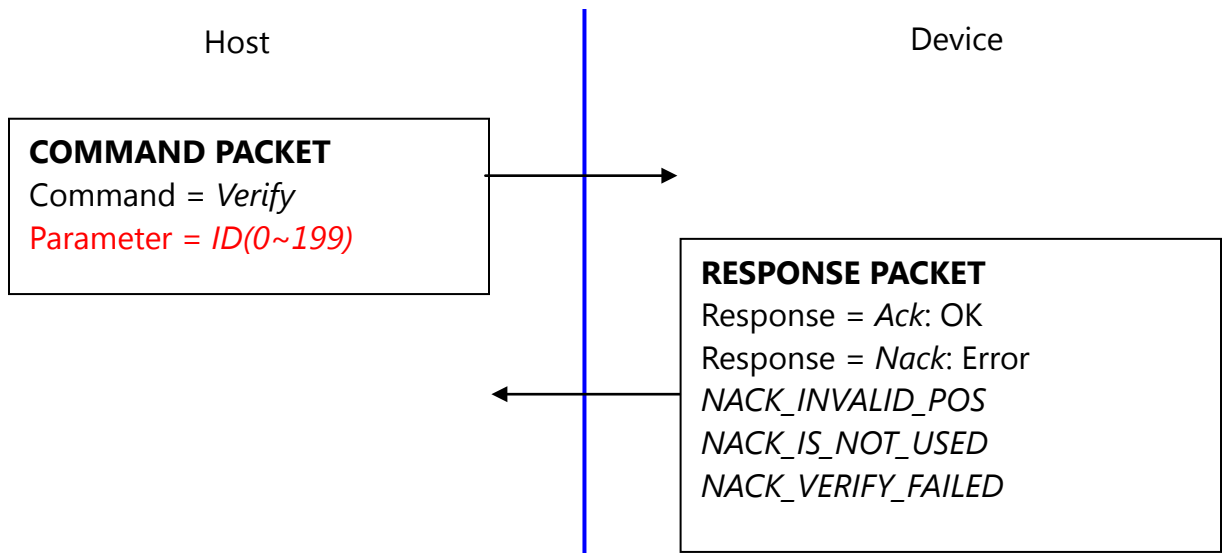 Host
Device
COMMAND PACKET
Command = Verify
Parameter = ID(0~199)
RESPONSE PACKET
Response = Ack: OK
Response = Nack: Error
NACK_INVALID_POS
NACK_IS_NOT_USED
NACK_VERIFY_FAILED